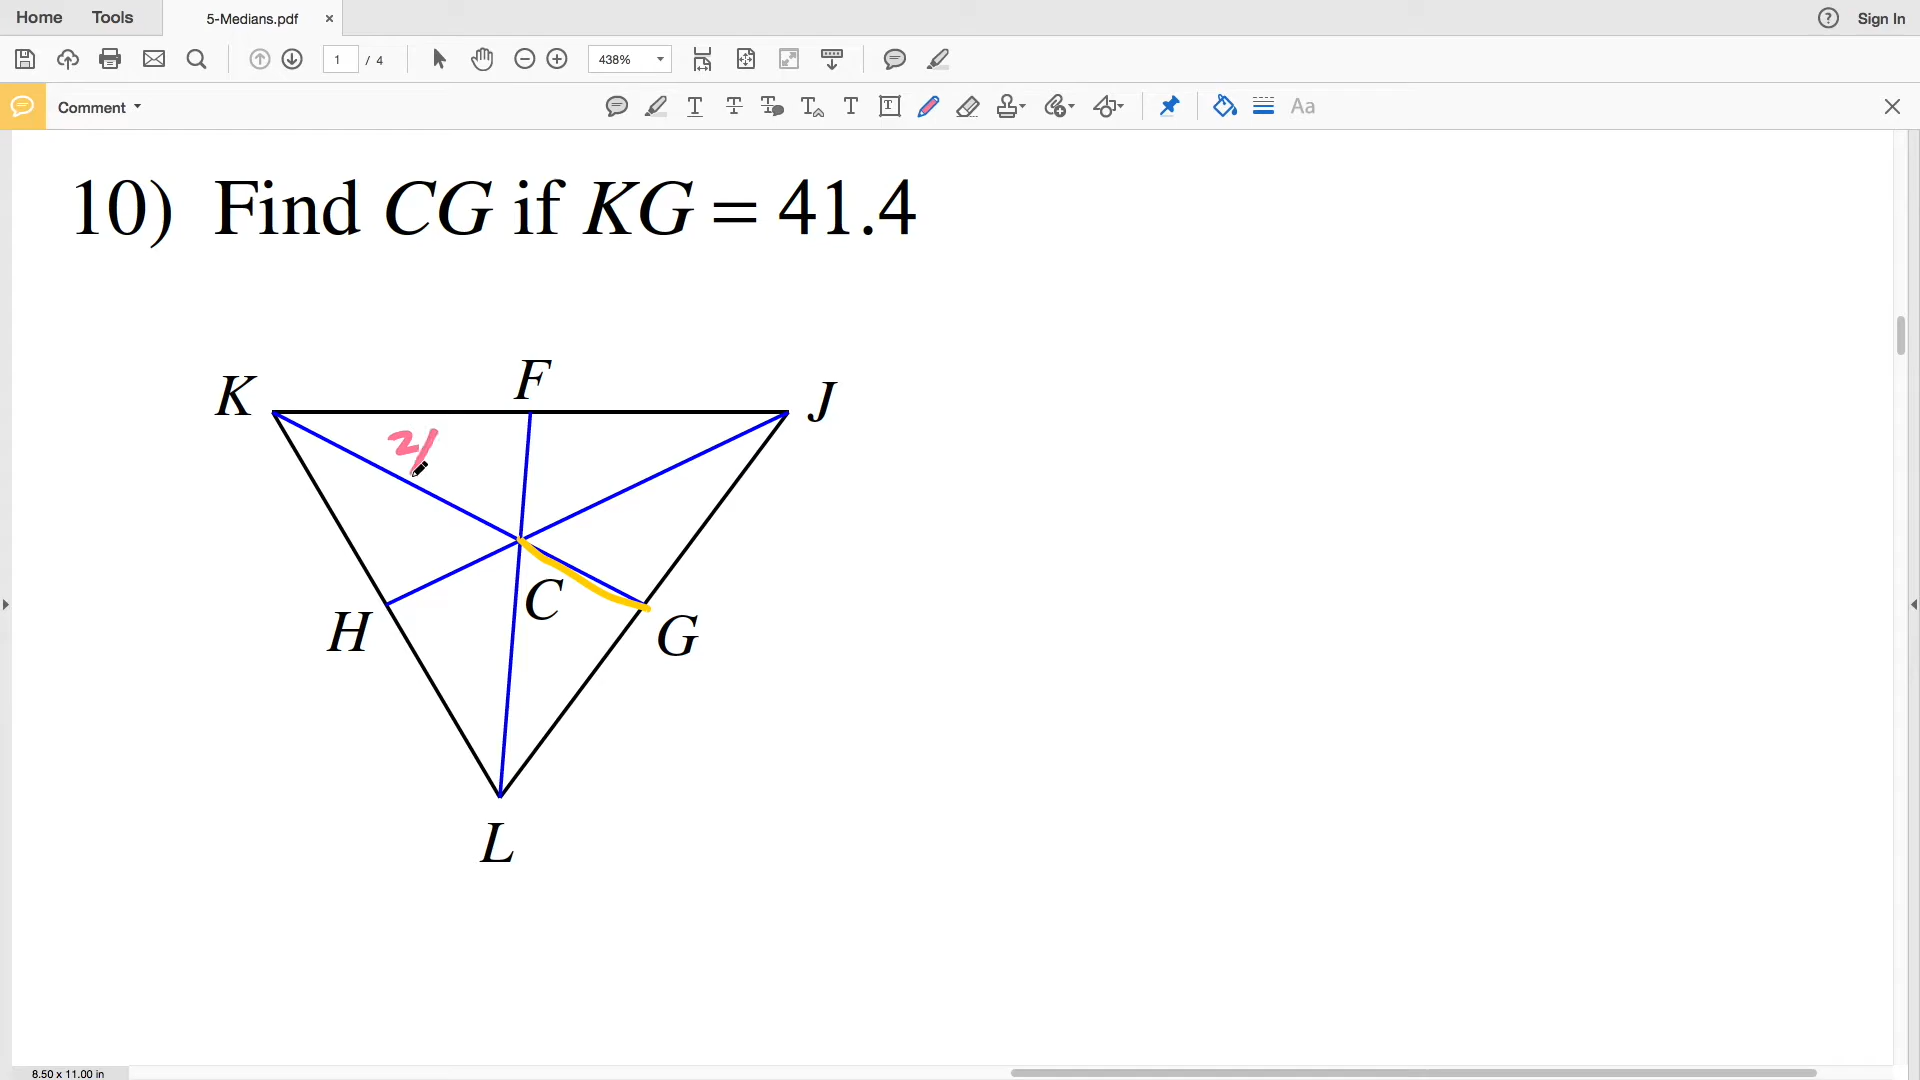 Home Tools 5-Medians.pdf × ? Sign In
1 / 4 438%
Comment T T T T T T Aa
10) Find CG if KG = 41.4
F
K J
2/
C
H G
L
8.50 x 11.00 in